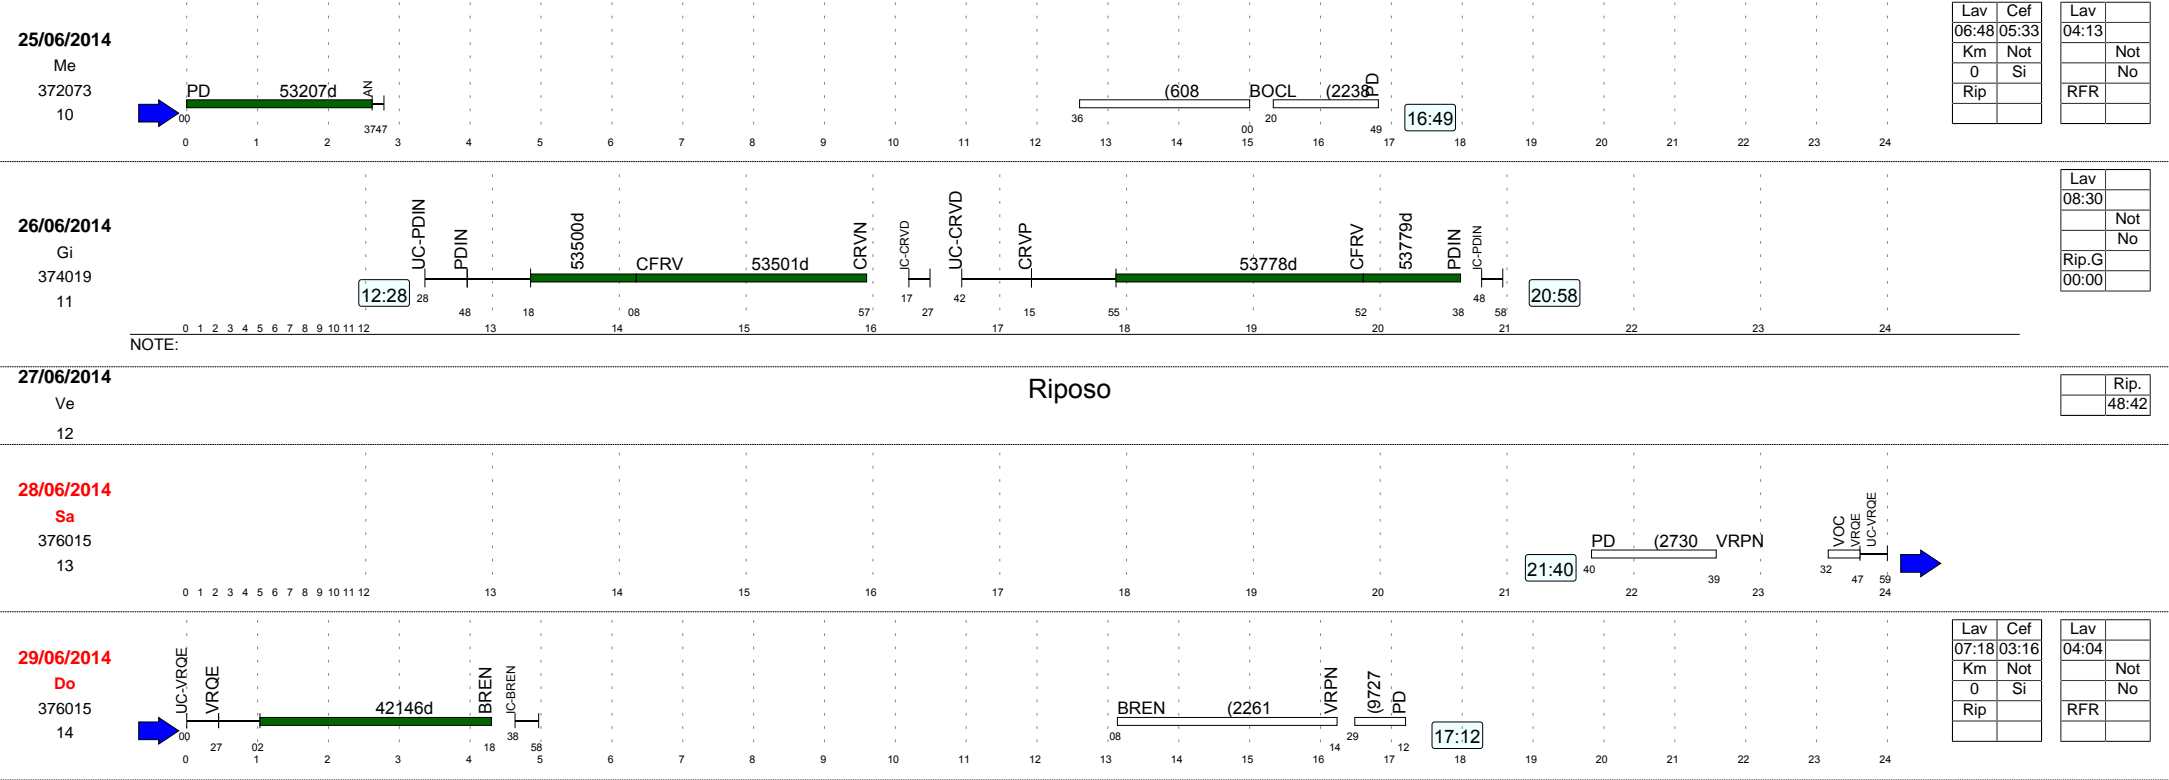 25/06/2014
Me
372073
10
PD 53207d AN
(608 BOCL (2238 PD
00 3747 36 00 20 49
16:49
0 1 2 3 4 5 6 7 8 9 10 11 12 13 14 15 16 17 18 19 20 21 22 23 24
Lav Cef Lav
06:48 05:33 04:13
Km Not Not
0 Si No
Rip RFR
26/06/2014
Gi
374019
11
12:28
UC-PDIN PDIN 53500d CFRV 53501d CRVN UC-CRVD CRVP 53778d CFRV 53779d PDIN
28 48 18 08 57 17 27 42 15 55 52 38 48 58
20:58
0 1 2 3 4 5 6 7 8 9 10 11 12 13 14 15 16 17 18 19 20 21 22 23 24
Lav
08:30
Not
No
Rip.G
00:00
NOTE:
27/06/2014
Ve
12
Riposo
Rip.
48:42
28/06/2014
Sa
376015
13
21:40
PD (2730 VRPN VOC VRQE UC-VRQE
40 39 32 47 59
0 1 2 3 4 5 6 7 8 9 10 11 12 13 14 15 16 17 18 19 20 21 22 23 24
29/06/2014
Do
376015
14
UC-VRQE VRQE 42146d BREN
BREN (2261 VRPN (9727 PD
00 27 02 18 38 58 08 14 29 12
17:12
0 1 2 3 4 5 6 7 8 9 10 11 12 13 14 15 16 17 18 19 20 21 22 23 24
Lav Cef Lav
07:18 03:16 04:04
Km Not Not
0 Si No
Rip RFR